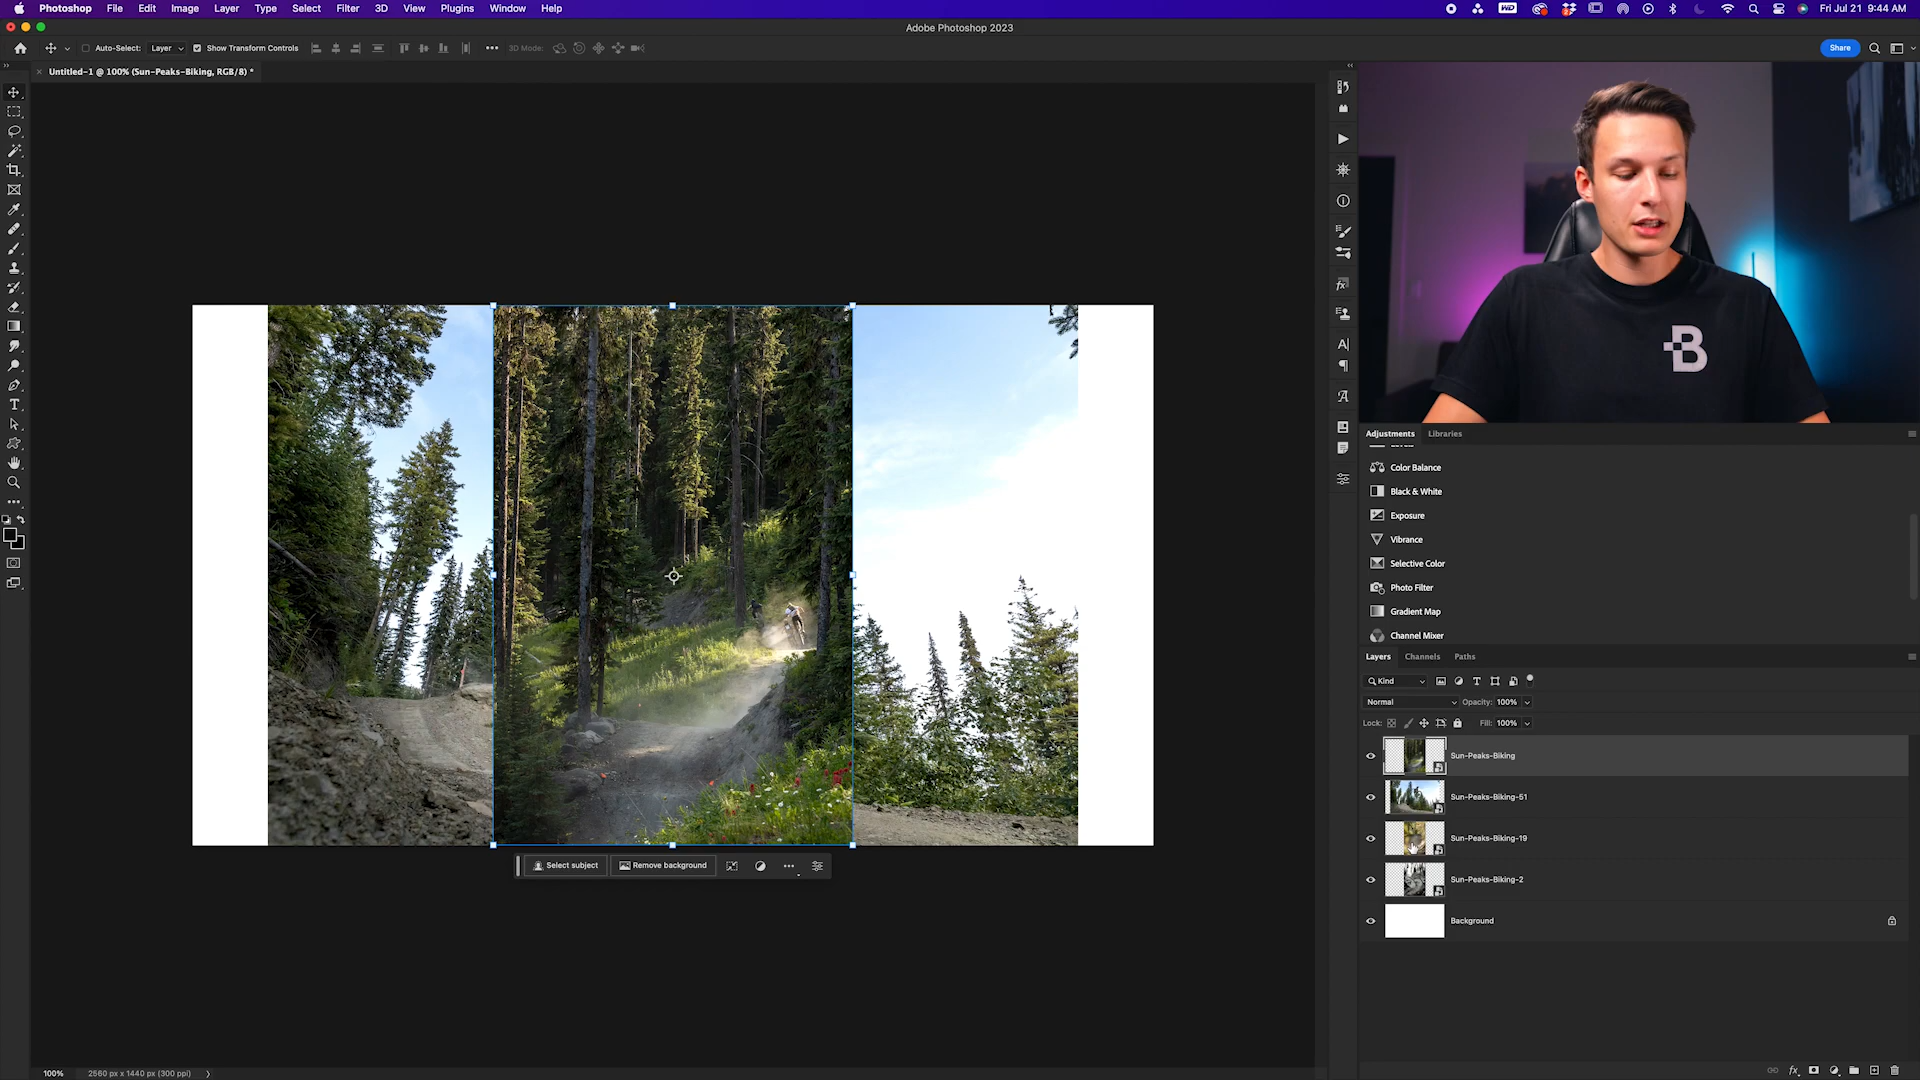 Photoshop File Edit Image Layer Type Select Filter 3D View Plugins Window Help
Fri Jul 21 9:44 AM
Adobe Photoshop 2023
Auto-Select: Layer Show Transform Controls 3D Mode: Share
Untitled-1 @ 100% (Sun-Peaks-Biking, RGB/8) *
B
Adjustments Libraries
Color Balance
Black & White
Exposure
Vibrance
Selective Color
Photo Filter
Gradient Map
Channel Mixer
Layers Channels Paths
Kind
Normal Opacity: 100%
Lock: Fill: 100%
Sun-Peaks-Biking
Sun-Peaks-Biking-51
Sun-Peaks-Biking-19
Sun-Peaks-Biking-2
Background
Select subject Remove background
100% 2560 px x 1440 px (300 ppi)